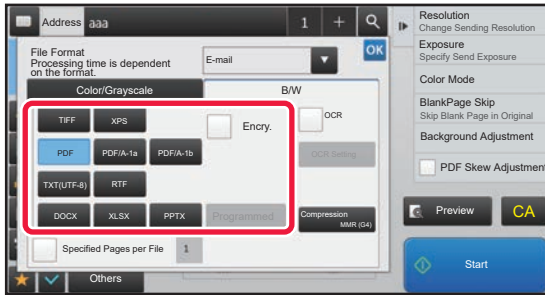 Address aaa 1 +
File Format
Processing time is dependent
on the format.
E-mail
OK
Color/Grayscale
B/W
TIFF XPS
Encry.
OCR
PDF PDF/A-1a PDF/A-1b
OCR Setting
TXT(UTF-8) RTF
DOCX XLSX PPTX
Programmed
Compression
MMR (G4)
Specified Pages per File 1
Others
Resolution
Change Sending Resolution
Exposure
Specify Send Exposure
Color Mode
BlankPage Skip
Skip Blank Page in Original
Background Adjustment
PDF Skew Adjustment
Preview
CA
Start